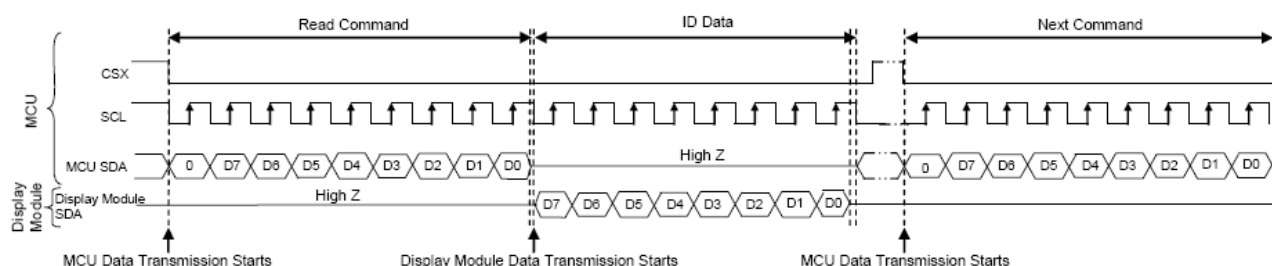 Read Command ID Data Next Command
MCU
CSX
SCL
MCU SDA 0 D7 D6 D5 D4 D3 D2 D1 D0 High Z 0 D7 D6 D5 D4 D3 D2 D1 D0
Display Module
Display Module SDA High Z D7 D6 D5 D4 D3 D2 D1 D0
MCU Data Transmission Starts Display Module Data Transmission Starts MCU Data Transmission Starts